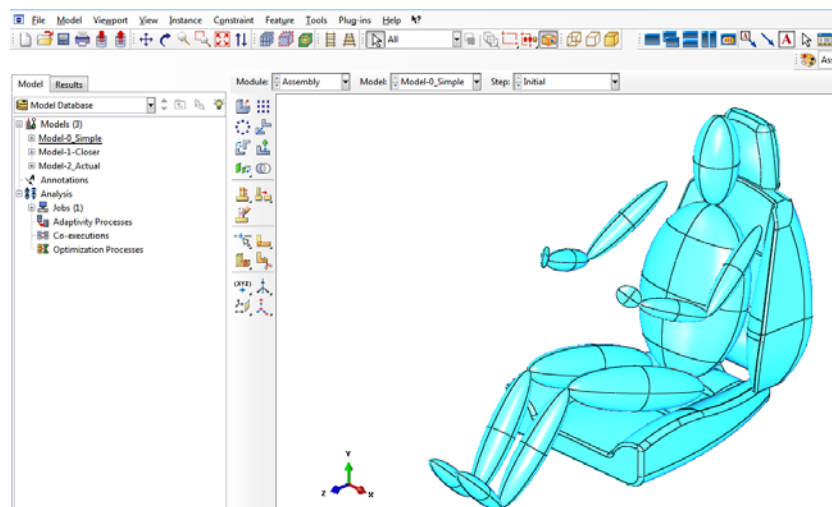 File Model Viewport View Instance Constraint Feature Tools Plug-ins Help
All
A
A
Ass
Model Results
Module: Assembly Model: Model-0_Simple Step: Initial
Model Database
Models (3)
Model-0_Simple
Model-1-Closer
Model-2_Actual
Annotations
Analysis
Jobs (1)
Adaptivity Processes
Co-executions
Optimization Processes
(XYZ)
Y
Z
X